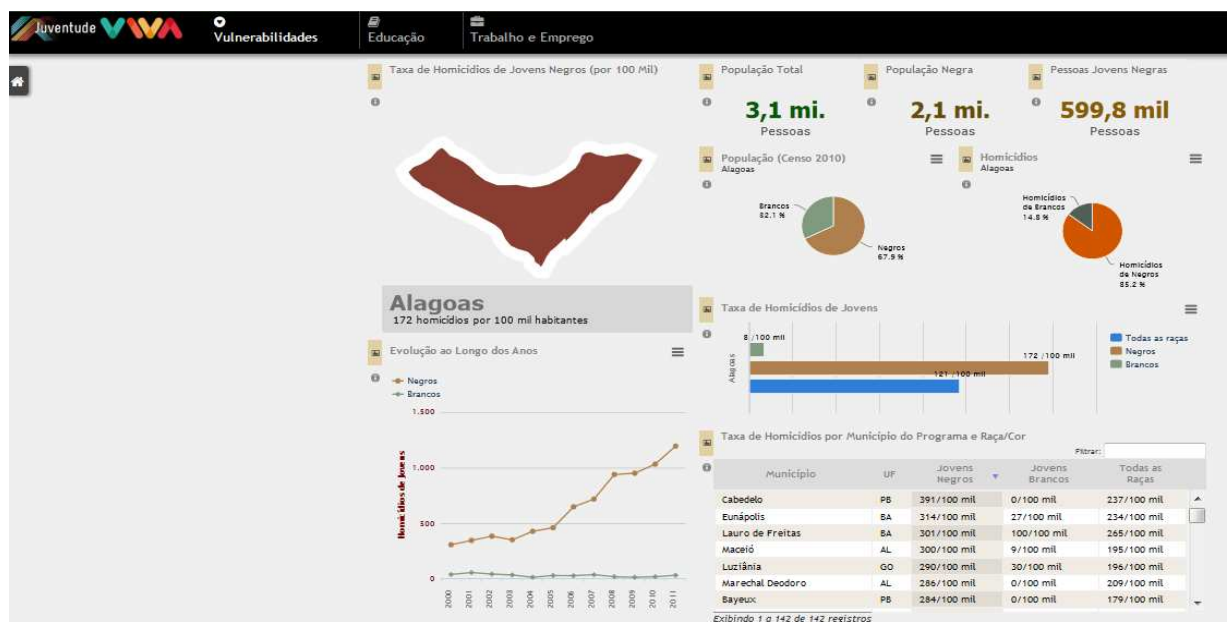 Juventude VIVA
Vulnerabilidades
Educação
Trabalho e Emprego
Taxa de Homicídios de Jovens Negros (por 100 Mil)
Alagoas
172 homicídios por 100 mil habitantes
Evolução ao Longo dos Anos
Negros
Brancos
1.500
1.000
500
0
Homicídios de Jovens
2000 2001 2002 2003 2004 2005 2006 2007 2008 2009 2010 2011
População Total
3,1 mi.
Pessoas
População Negra
2,1 mi.
Pessoas
Pessoas Jovens Negras
599,8 mil
Pessoas
População (Censo 2010)
Alagoas
Brancos
32.1 %
Negros
67.9 %
Homicídios
Alagoas
Homicídios
de Brancos
14.8 %
Homicídios
de Negros
85.2 %
Taxa de Homicídios de Jovens
Alagoas
8 /100 mil
172 /100 mil
121 /100 mil
Todas as raças
Negros
Brancos
Taxa de Homicídios por Município do Programa e Raça/Cor
Filtrar:
Município UF Jovens Negros Jovens Brancos Todas as Raças
Cabedelo PB 391/100 mil 0/100 mil 237/100 mil
Eunápolis BA 314/100 mil 27/100 mil 234/100 mil
Lauro de Freitas BA 301/100 mil 100/100 mil 265/100 mil
Maceió AL 300/100 mil 9/100 mil 195/100 mil
Luziânia GO 290/100 mil 30/100 mil 196/100 mil
Marechal Deodoro AL 286/100 mil 0/100 mil 209/100 mil
Bayeux PB 284/100 mil 0/100 mil 179/100 mil
Exibindo 1 a 142 de 142 registros